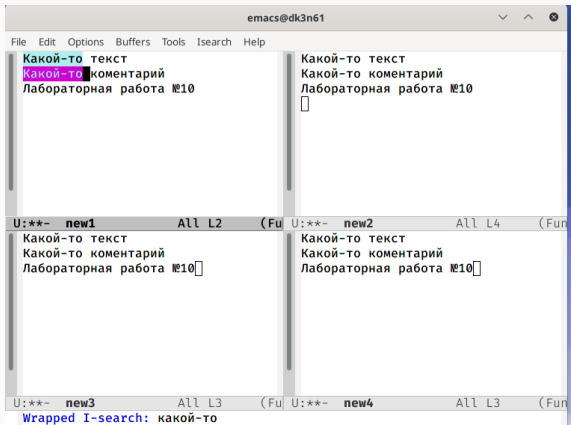 emacs@dk3n61
File Edit Options Buffers Tools Isearch Help
Какой-то текст
Какой-то коментарий
Лабораторная работа №10
U:**- new1 All L2 (Fu
Какой-то текст
Какой-то коментарий
Лабораторная работа №10
U:**- new2 All L4 (Fun
Какой-то текст
Какой-то коментарий
Лабораторная работа №10
U:**- new3 All L3 (Fu
Какой-то текст
Какой-то коментарий
Лабораторная работа №10
U:**- new4 All L3 (Fun
Wrapped I-search: какой-то